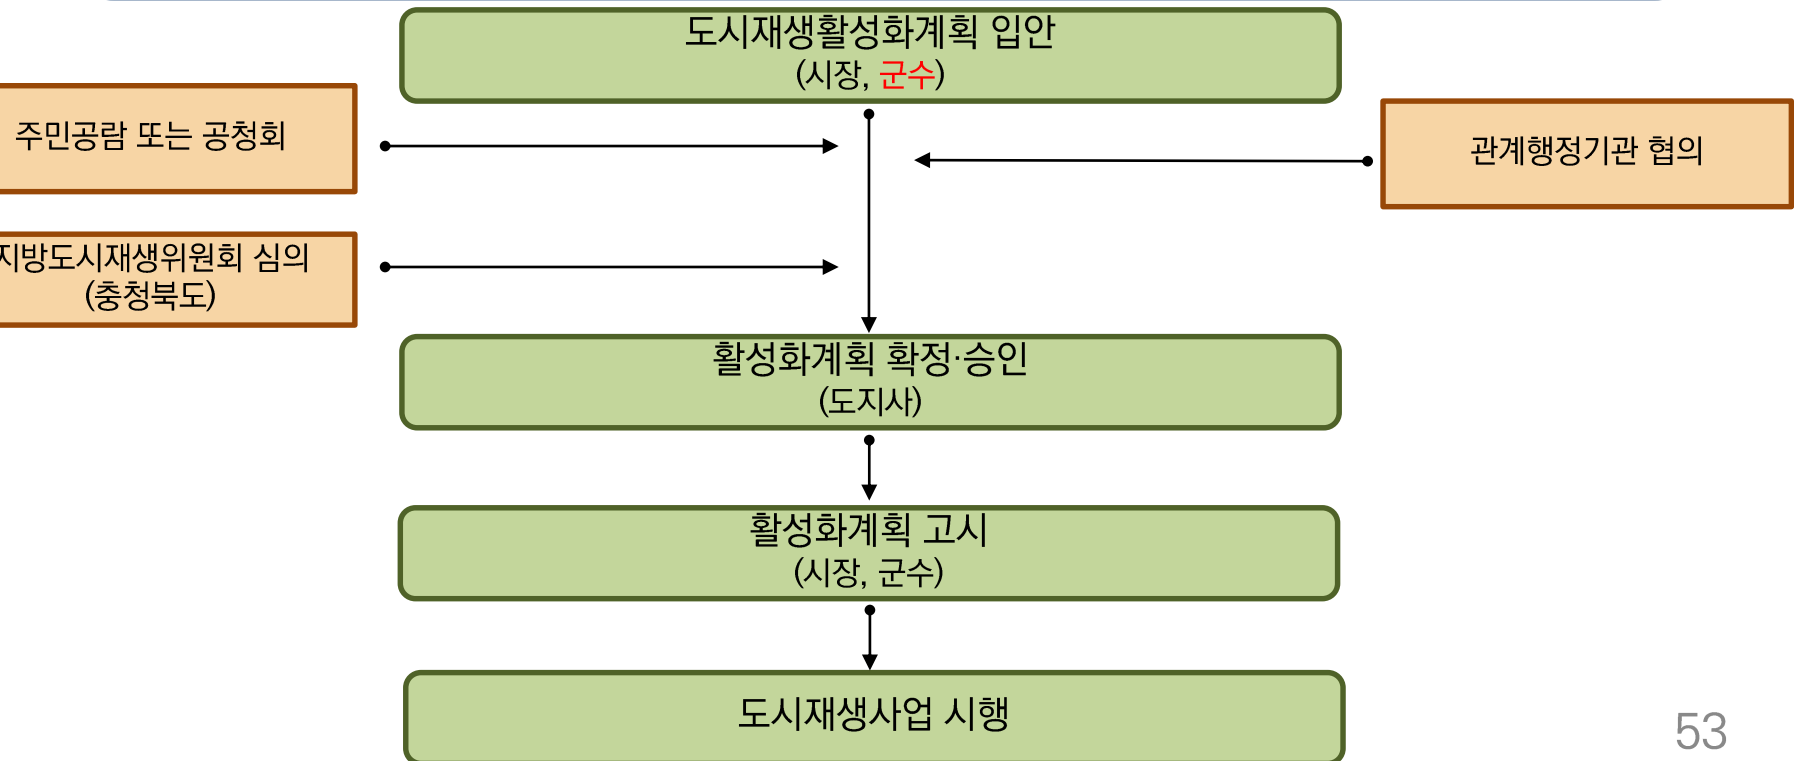 도시재생활성화계획 입안
(시장, 군수)
주민공람 또는 공청회
관계행정기관 협의
지방도시재생위원회 심의
(충청북도)
활성화계획 확정·승인
(도지사)
활성화계획 고시
(시장, 군수)
도시재생사업 시행
53